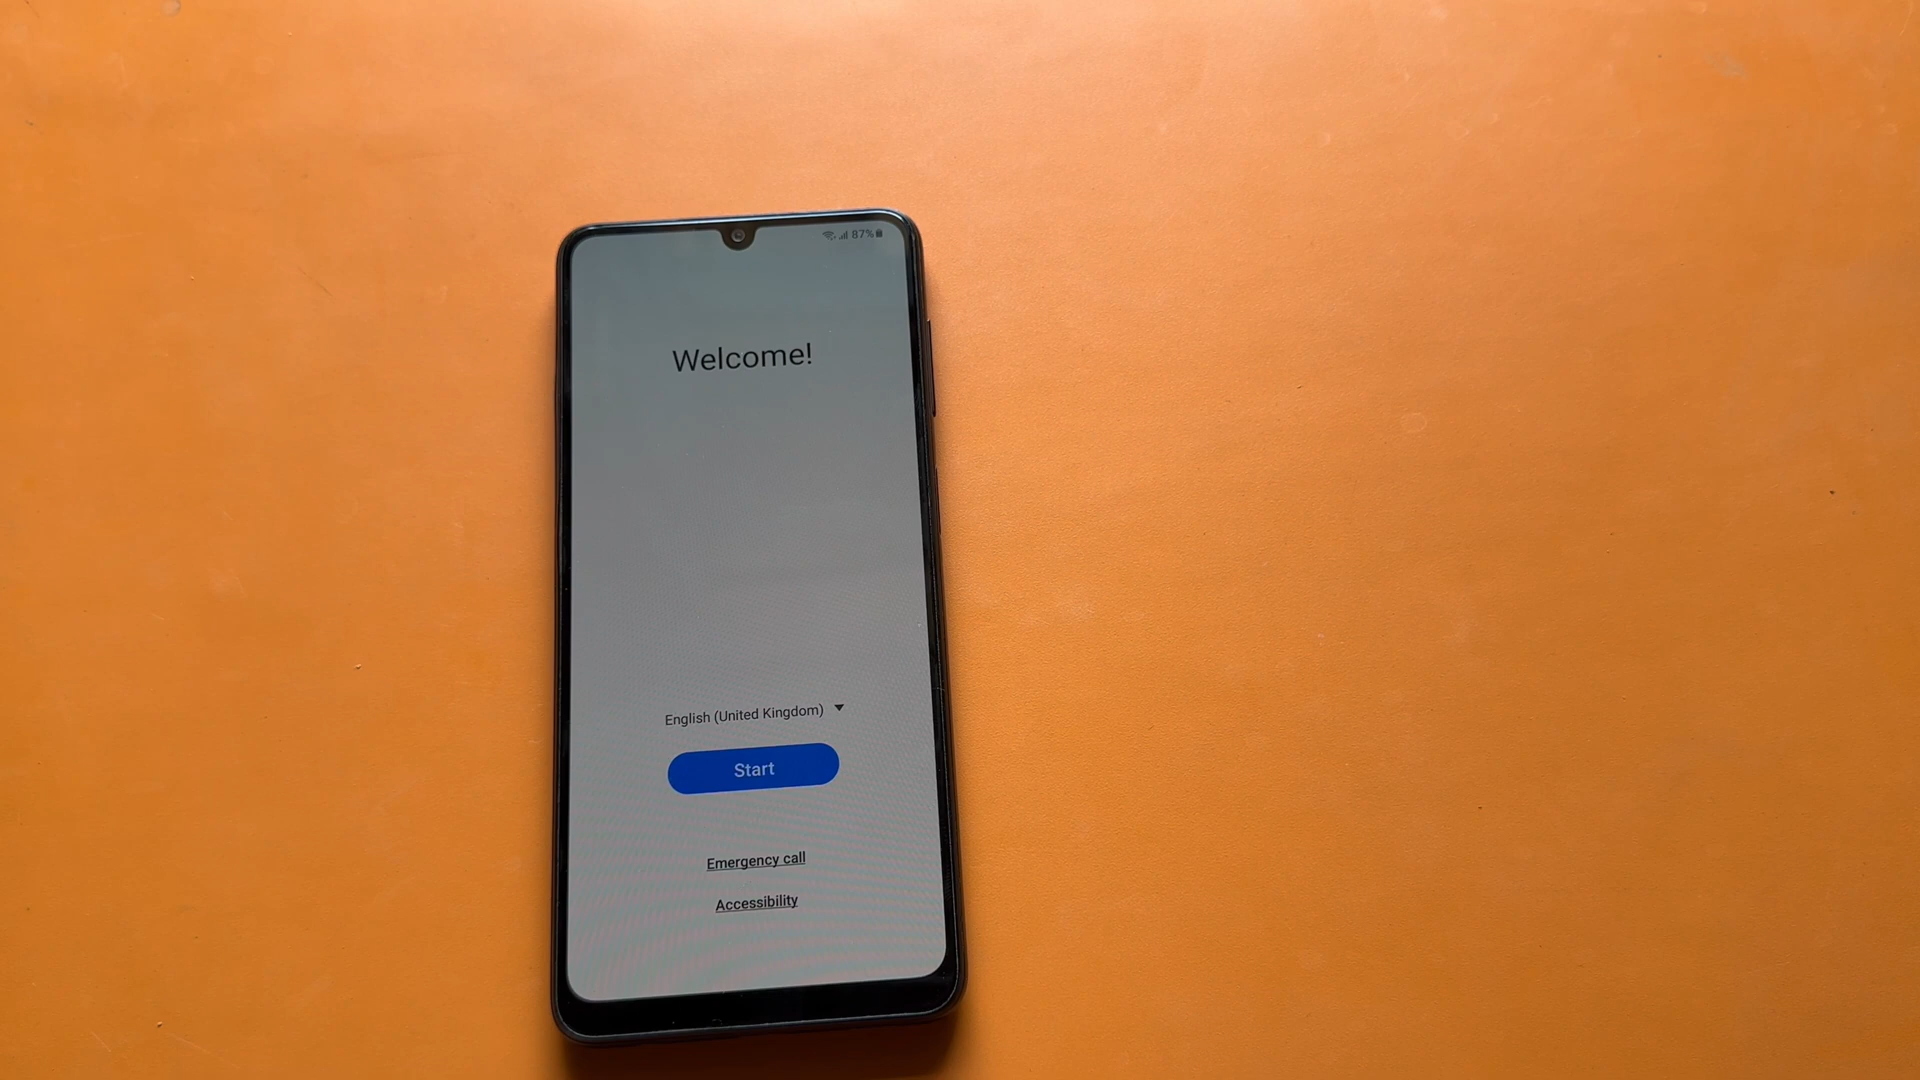 87%
Welcome!
English (United Kingdom)
Start
Emergency call
Accessibility